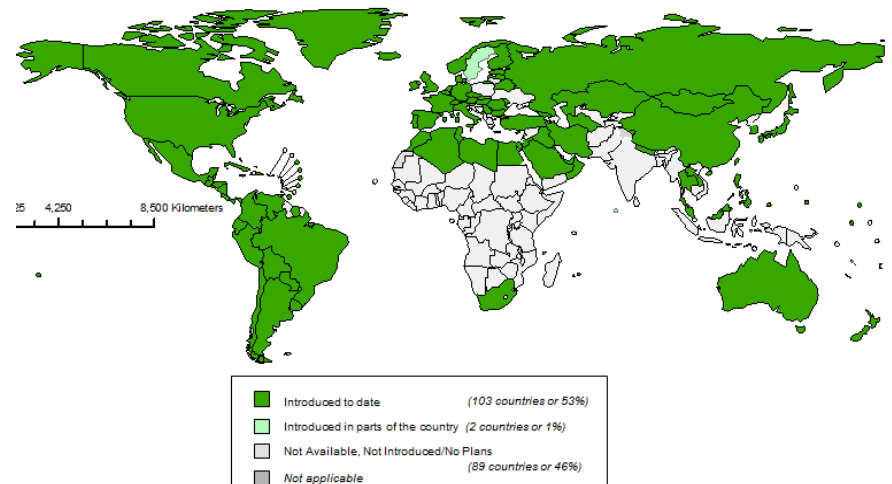 25 4,250 8,500 Kilometers
Introduced to date (103 countries or 53%)
Introduced in parts of the country (2 countries or 1%)
Not Available, Not Introduced/No Plans
(89 countries or 46%)
Not applicable